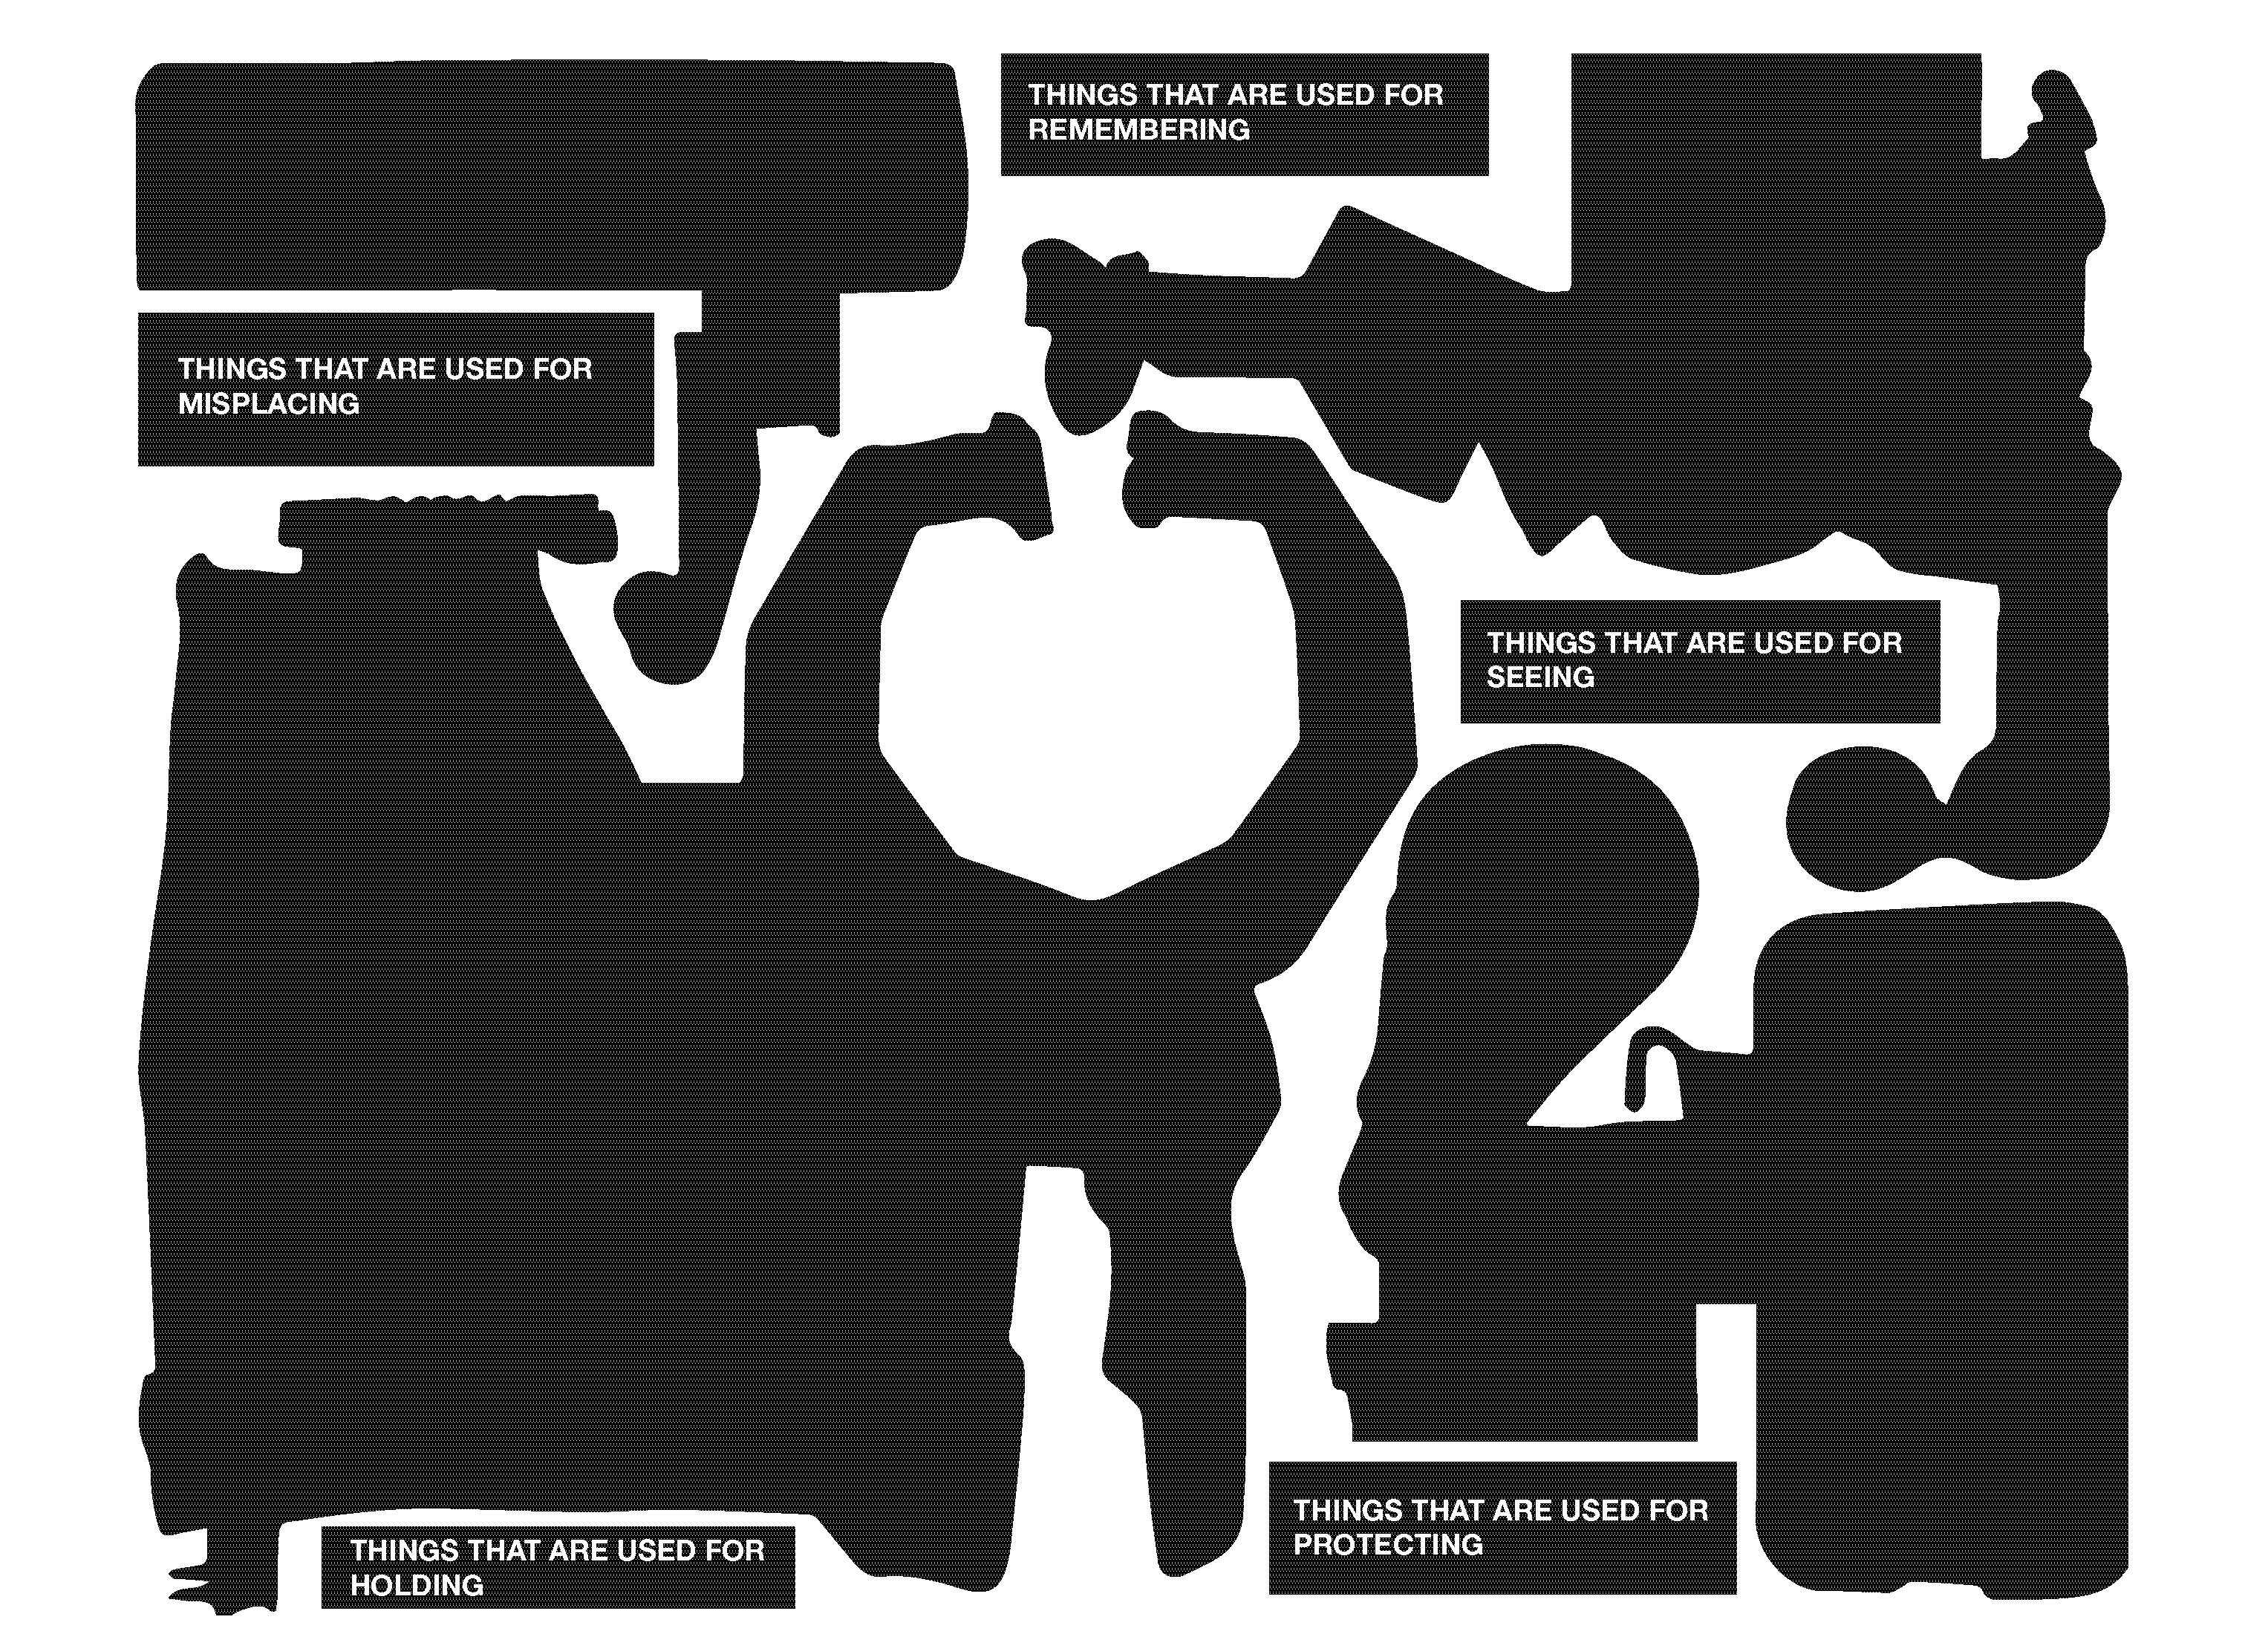 THINGS THAT ARE USED FOR
REMEMBERING
THINGS THAT ARE USED FOR
MISPLACING
THINGS THAT ARE USED FOR
SEEING
THINGS THAT ARE USED FOR
PROTECTING
THINGS THAT ARE USED FOR
HOLDING